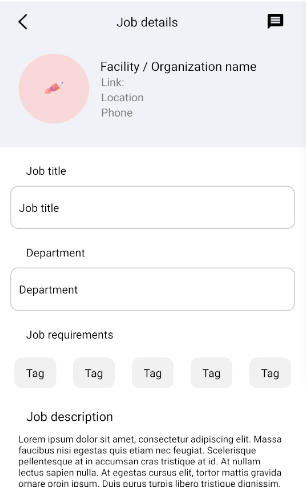 Job details
Facility / Organization name
Link:
Location
Phone
Job title
Job title
Department
Department
Job requirements
Tag Tag Tag Tag Tag
Job description
Lorem ipsum dolor sit amet, consectetur adipiscing elit. Massa
faucibus nisi egestas quis etiam nec feugiat. Scelerisque
pellentesque at in accumsan cras tristique at id. At nullam
lectus sapien nulla. At egestas cursus elit, tortor mattis gravida
ornare proin ipsum. Duis purus turpis libero tristique dignissim.